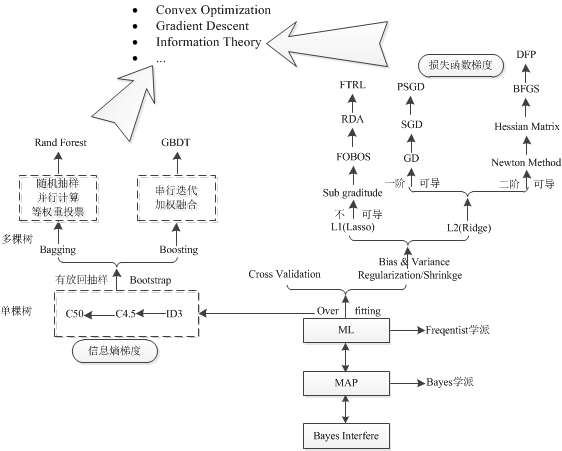 • Convex Optimization
• Gradient Descent
• Information Theory
• ...
损失函数梯度
DFP
BFGS
Hessian Matrix
Newton Method
二阶 可导
PSGD
SGD
GD
一阶 可导
FTRL
RDA
FOBOS
Sub graditude
不 可导
L1(Lasso)
L2(Ridge)
Rand Forest
GBDT
随机抽样
并行计算
等权重投票
串行迭代
加权融合
多棵树
Bagging
Boosting
Bias & Variance
Regularization/Shrinkge
Cross Validation
有放回抽样 Bootstrap
Over fitting
单棵树
C50
C4.5
ID3
信息熵梯度
ML
Freqentist学派
MAP
Bayes学派
Bayes Interfere